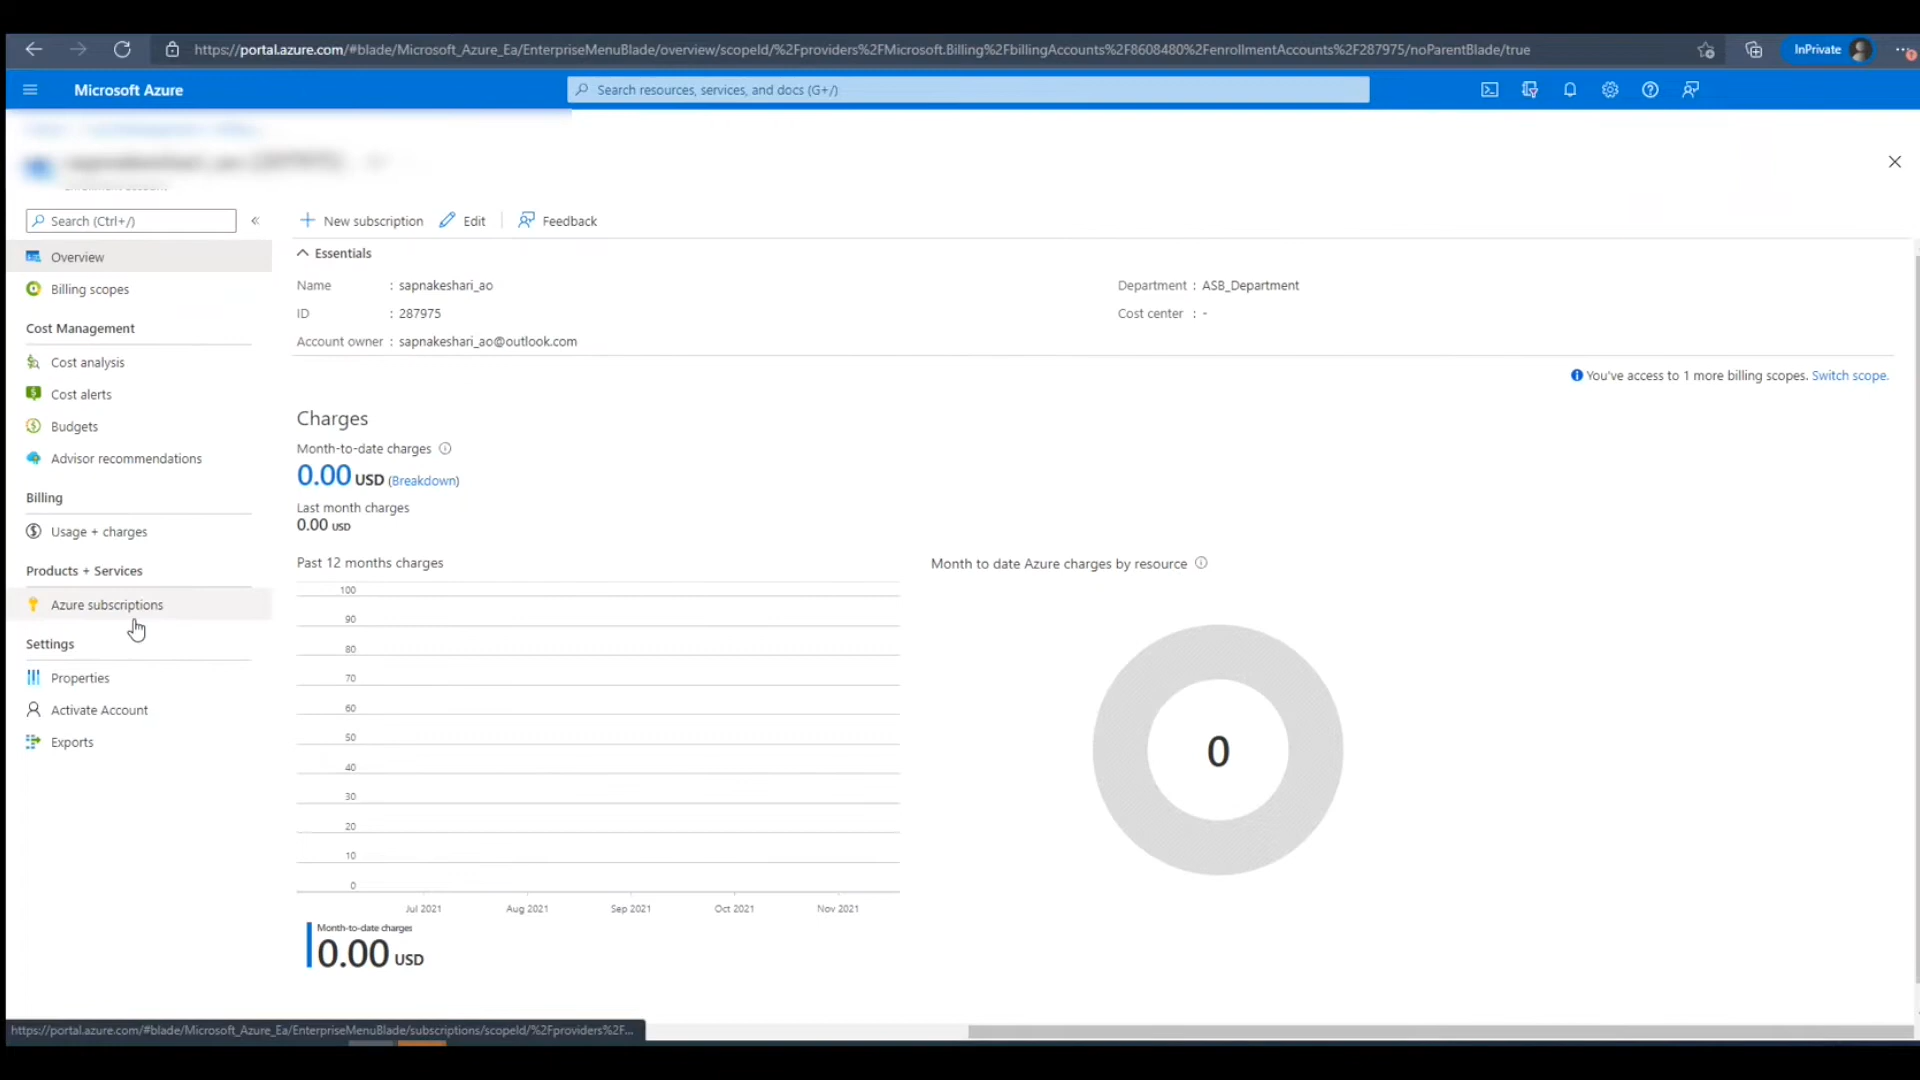 https://portal.azure.com/#blade/Microsoft_Azure_Ea/EnterpriseMenuBlade/overview/scopeId/%2Fproviders%2FMicrosoft.Billing%2FbillingAccounts%2F8608480%2FenrollmentAccounts%2F287975/noParentBlade/true
InPrivate
Microsoft Azure
Search resources, services, and docs (G+/)
Search (Ctrl+/)
«
New subscription
Edit
Feedback
Overview
Billing scopes
Cost Management
Cost analysis
Cost alerts
Budgets
Advisor recommendations
Billing
Usage + charges
Products + Services
Azure subscriptions
Settings
Properties
Activate Account
Exports
Essentials
Name : sapnakeshari_ao
ID : 287975
Account owner : sapnakeshari_ao@outlook.com
Department : ASB_Department
Cost center : -
You've access to 1 more billing scopes. Switch scope.
Charges
Month-to-date charges
0.00 USD (Breakdown)
Last month charges
0.00 USD
Past 12 months charges
100
90
80
70
60
50
40
30
20
10
0
Jul 2021 Aug 2021 Sep 2021 Oct 2021 Nov 2021
Month-to-date charges
0.00 USD
Month to date Azure charges by resource
0
https://portal.azure.com/#blade/Microsoft_Azure_Ea/EnterpriseMenuBlade/subscriptions/scopeId/%2Fproviders%2F...